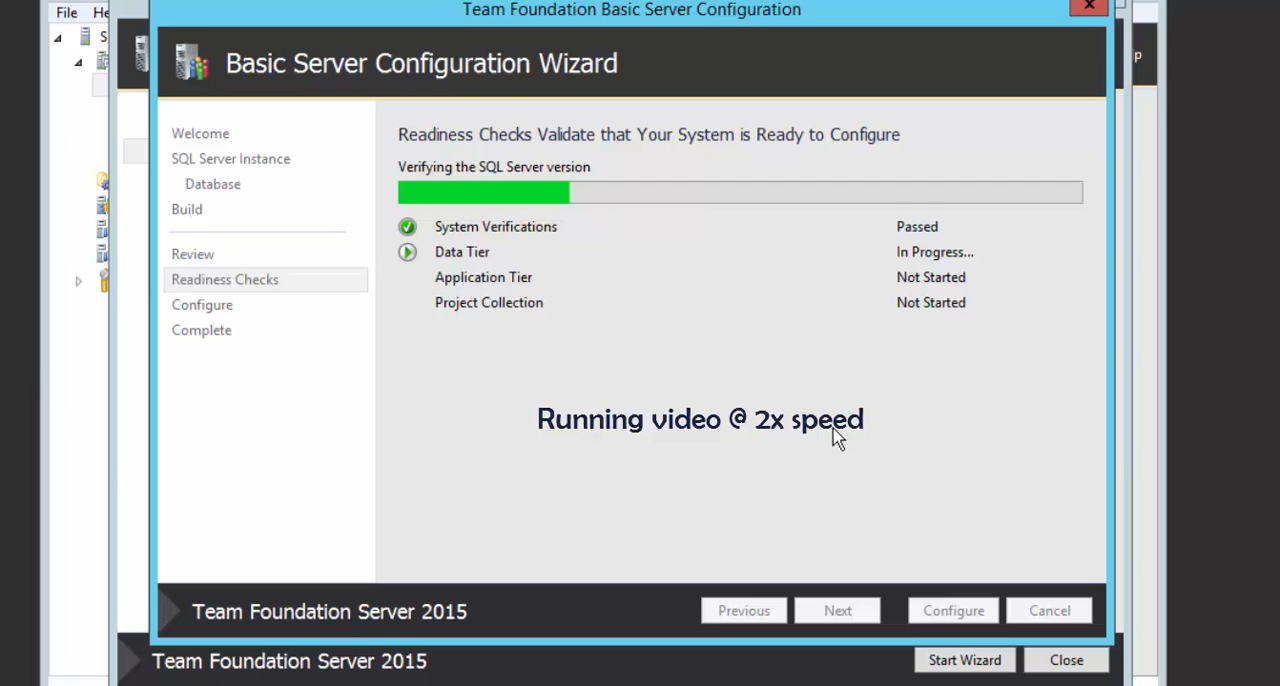 File He
Team Foundation Basic Server Configuration
Basic Server Configuration Wizard
Welcome
SQL Server Instance
Database
Build
Review
Readiness Checks
Configure
Complete
Readiness Checks Validate that Your System is Ready to Configure
Verifying the SQL Server version
System Verifications Passed
Data Tier In Progress...
Application Tier Not Started
Project Collection Not Started
Running video @ 2x speed
Team Foundation Server 2015
Previous Next Configure Cancel
Team Foundation Server 2015
Start Wizard Close